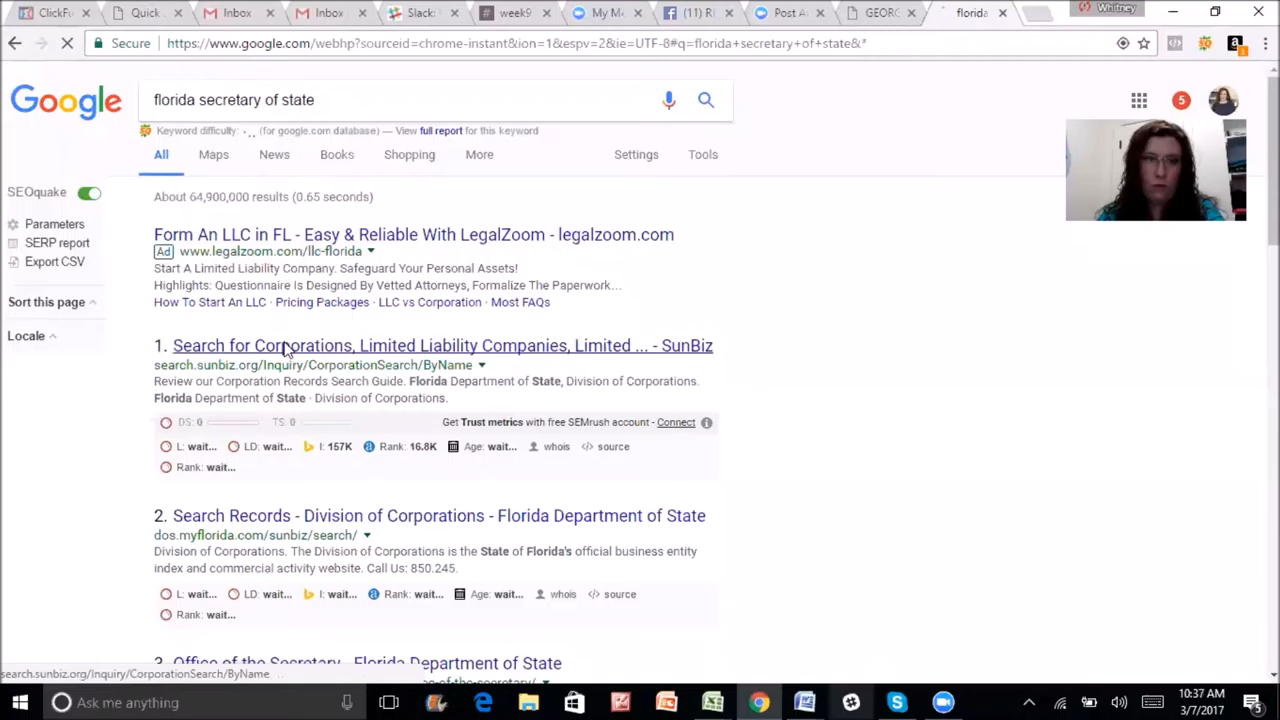 ClickFu
Quick
Inbox
Inbox
Slack:
week9
My M
(11) R
Post A
GEORG
florida
Whitney
Secure https://www.google.com/webhp?sourceid=chrome-instant&ion=1&espv=2&ie=UTF-8#q=florida+secretary+of+state&*
Google
florida secretary of state
5
Keyword difficulty: (for google.com database) — View full report for this keyword
All Maps News Books Shopping More Settings Tools
SEOquake
About 64,900,000 results (0.65 seconds)
Parameters
SERP report
Export CSV
Sort this page
Locale
Form An LLC in FL - Easy & Reliable With LegalZoom - legalzoom.com
Ad www.legalzoom.com/llc-florida
Start A Limited Liability Company. Safeguard Your Personal Assets!
Highlights: Questionnaire Is Designed By Vetted Attorneys, Formalize The Paperwork…
How To Start An LLC · Pricing Packages · LLC vs Corporation · Most FAQs
1. Search for Corporations, Limited Liability Companies, Limited ... - SunBiz
search.sunbiz.org/Inquiry/CorporationSearch/ByName
Review our Corporation Records Search Guide. Florida Department of State, Division of Corporations.
Florida Department of State · Division of Corporations.
DS: 0 TS: 0 Get Trust metrics with free SEMrush account - Connect
L: wait... LD: wait... I: 157K Rank: 16.8K Age: wait... whois source
Rank: wait...
2. Search Records - Division of Corporations - Florida Department of State
dos.myflorida.com/sunbiz/search/
Division of Corporations. The Division of Corporations is the State of Florida's official business entity
index and commercial activity website. Call Us: 850.245.
L: wait... LD: wait... I: wait... Rank: wait... Age: wait... whois source
Rank: wait...
3. Office of the Secretary - Florida Department of State
search.sunbiz.org/Inquiry/CorporationSearch/ByName
Ask me anything
10:37 AM
3/7/2017
5